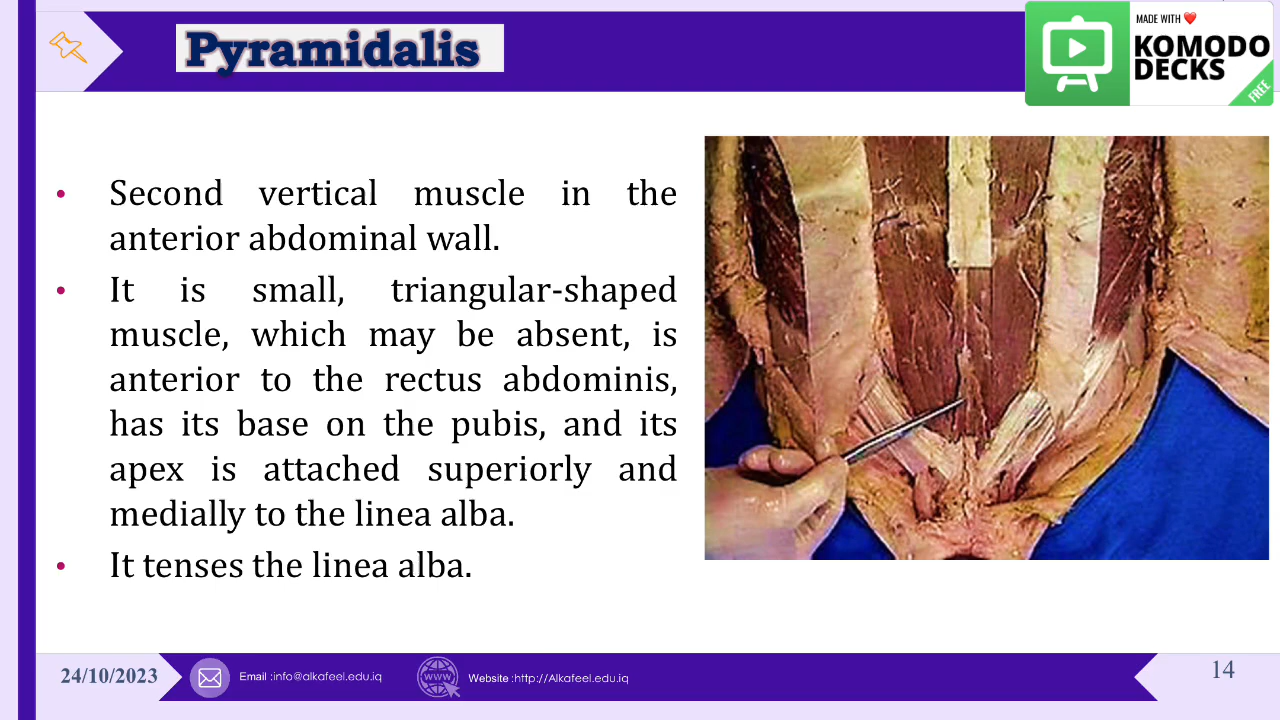 Pyramidalis
MADE WITH ❤️
KOMODO
DECKS
FREE
• Second vertical muscle in the
anterior abdominal wall.
• It is small, triangular-shaped
muscle, which may be absent, is
anterior to the rectus abdominis,
has its base on the pubis, and its
apex is attached superiorly and
medially to the linea alba.
• It tenses the linea alba.
24/10/2023
Email :info@alkafeel.edu.iq
www
Website :http://Alkafeel.edu.iq
14